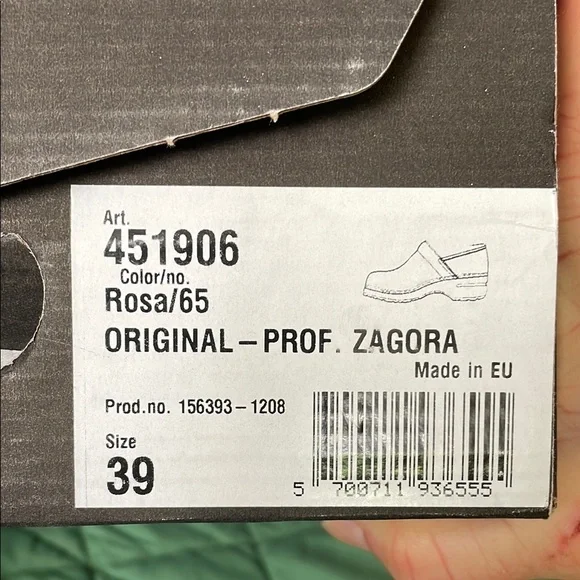 Art.
451906
Color/no.
Rosa/65
ORIGINAL – PROF. ZAGORA
Made in EU
Prod.no. 156393 – 1208
Size
39
5 700711 936555